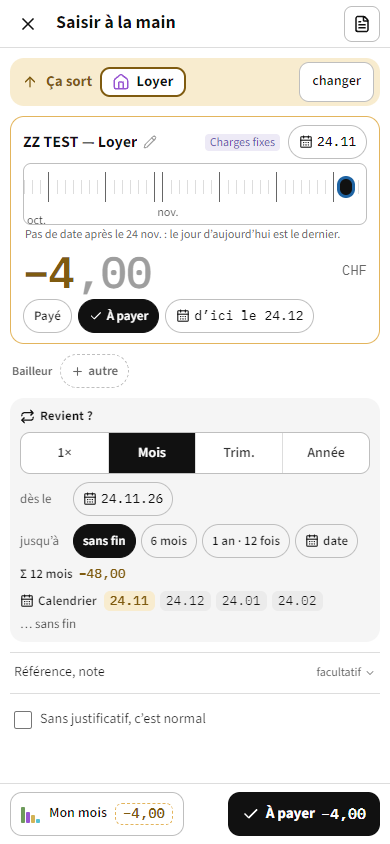 Saisir à la main
Ça sort Loyer changer
ZZ TEST — Loyer Charges fixes 24.11
oct. nov.
Pas de date après le 24 nov. : le jour d’aujourd’hui est le dernier.
−4,00 CHF
Payé À payer d’ici le 24.12
Bailleur + autre
Revient ?
1× Mois Trim. Année
dès le 24.11.26
jusqu’à sans fin 6 mois 1 an · 12 fois date
Σ 12 mois −48,00
Calendrier 24.11 24.12 24.01 24.02
… sans fin
Référence, note facultatif
Sans justificatif, c’est normal
Mon mois −4,00 À payer −4,00